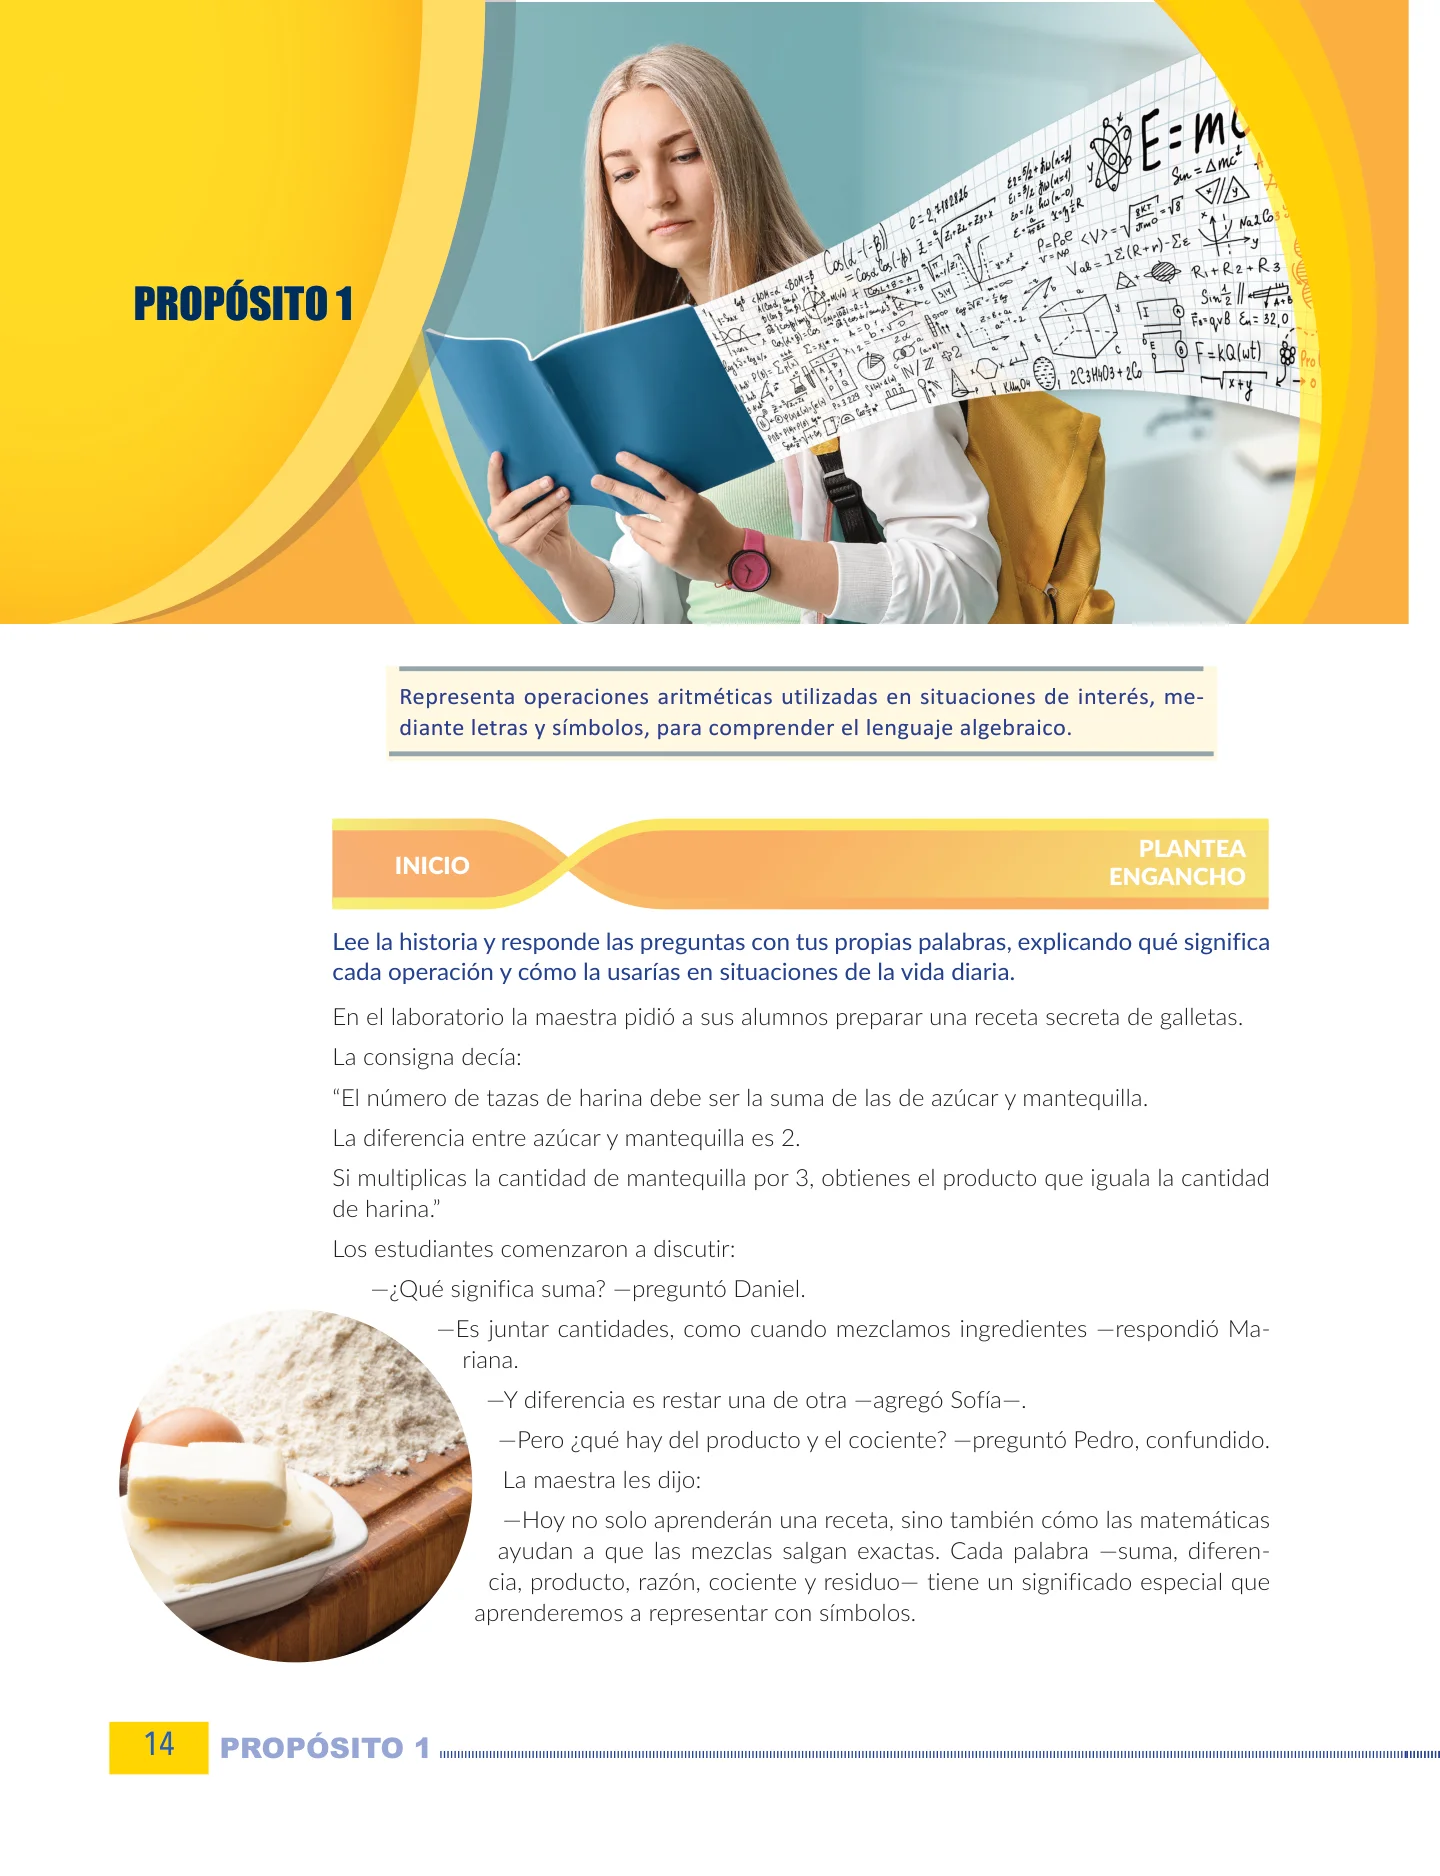 PROPÓSITO 1
E=mc
Representa operaciones aritméticas utilizadas en situaciones de interés, me-
diante letras y símbolos, para comprender el lenguaje algebraico.
INICIO
PLANTEA
ENGANCHO
Lee la historia y responde las preguntas con tus propias palabras, explicando qué significa
cada operación y cómo la usarías en situaciones de la vida diaria.
En el laboratorio la maestra pidió a sus alumnos preparar una receta secreta de galletas.
La consigna decía:
“El número de tazas de harina debe ser la suma de las de azúcar y mantequilla.
La diferencia entre azúcar y mantequilla es 2.
Si multiplicas la cantidad de mantequilla por 3, obtienes el producto que iguala la cantidad
de harina.”
Los estudiantes comenzaron a discutir:
—¿Qué significa suma? —preguntó Daniel.
—Es juntar cantidades, como cuando mezclamos ingredientes —respondió Ma-
riana.
—Y diferencia es restar una de otra —agregó Sofía—.
—Pero ¿qué hay del producto y el cociente? —preguntó Pedro, confundido.
La maestra les dijo:
—Hoy no solo aprenderán una receta, sino también cómo las matemáticas
ayudan a que las mezclas salgan exactas. Cada palabra —suma, diferen-
cia, producto, razón, cociente y residuo— tiene un significado especial que
aprenderemos a representar con símbolos.
14
PROPÓSITO 1